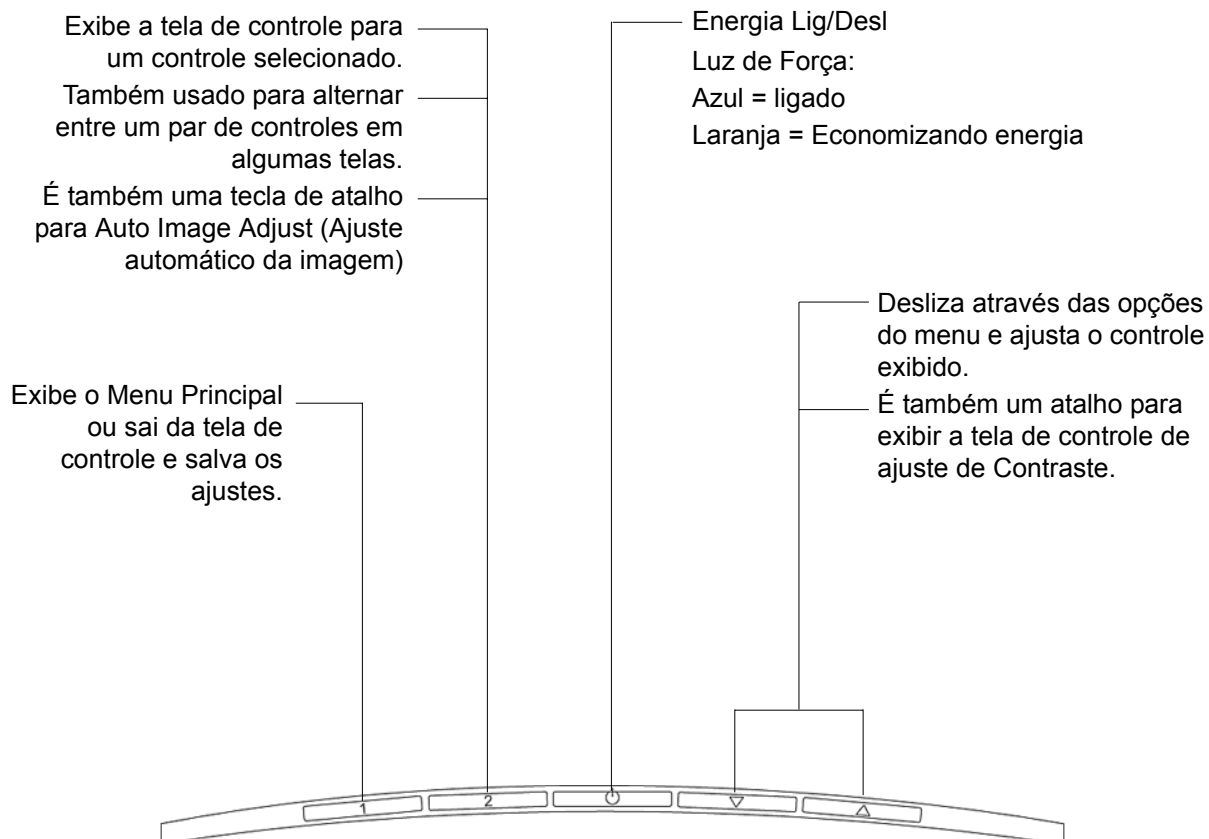 Exibe a tela de controle para
um controle selecionado.
Também usado para alternar
entre um par de controles em
algumas telas.
É também uma tecla de atalho
para Auto Image Adjust (Ajuste
automático da imagem)
Energia Lig/Desl
Luz de Força:
Azul = ligado
Laranja = Economizando energia
Desliza através das opções
do menu e ajusta o controle
exibido.
É também um atalho para
exibir a tela de controle de
ajuste de Contraste.
Exibe o Menu Principal
ou sai da tela de
controle e salva os
ajustes.
1
2